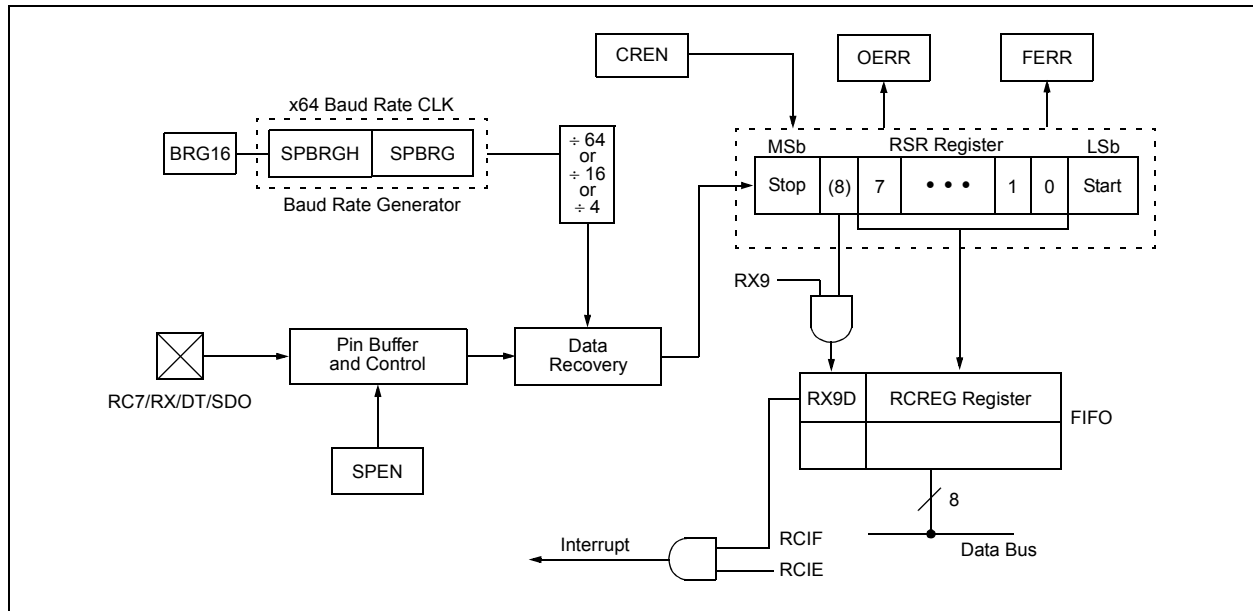 CREN
OERR
FERR
x64 Baud Rate CLK
BRG16
SPBRGH
SPBRG
Baud Rate Generator
÷ 64
or
÷ 16
or
÷ 4
MSb
RSR Register
LSb
Stop
(8)
7
• • •
1
0
Start
RX9
Pin Buffer
and Control
Data
Recovery
RC7/RX/DT/SDO
SPEN
RX9D
RCREG Register
FIFO
8
Data Bus
Interrupt
RCIF
RCIE